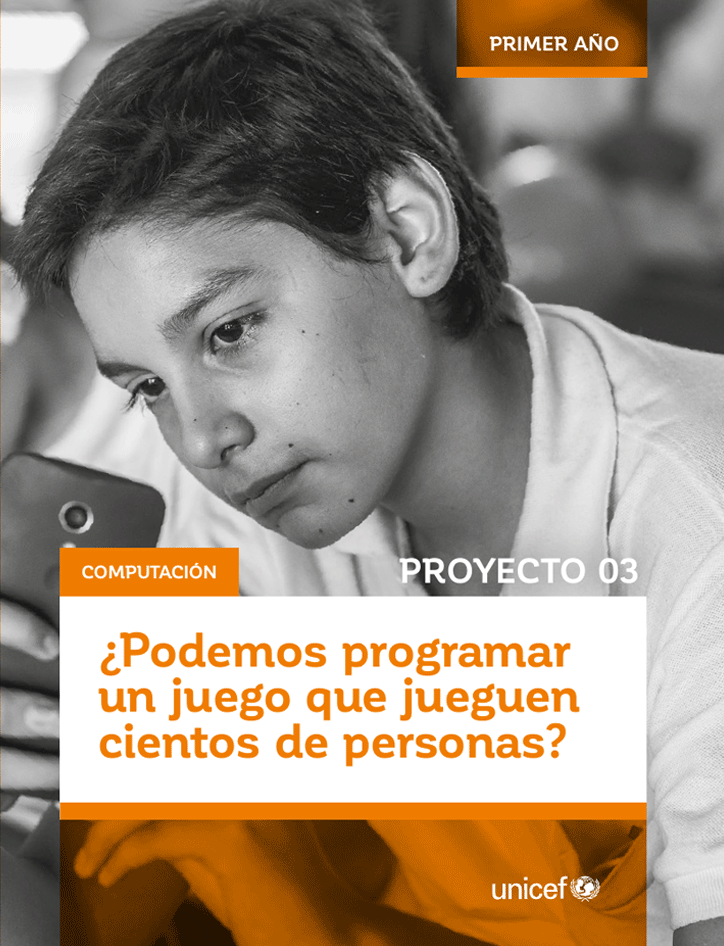 PRIMER AÑO
COMPUTACIÓN
PROYECTO 03
¿Podemos programar
un juego que jueguen
cientos de personas?
unicef